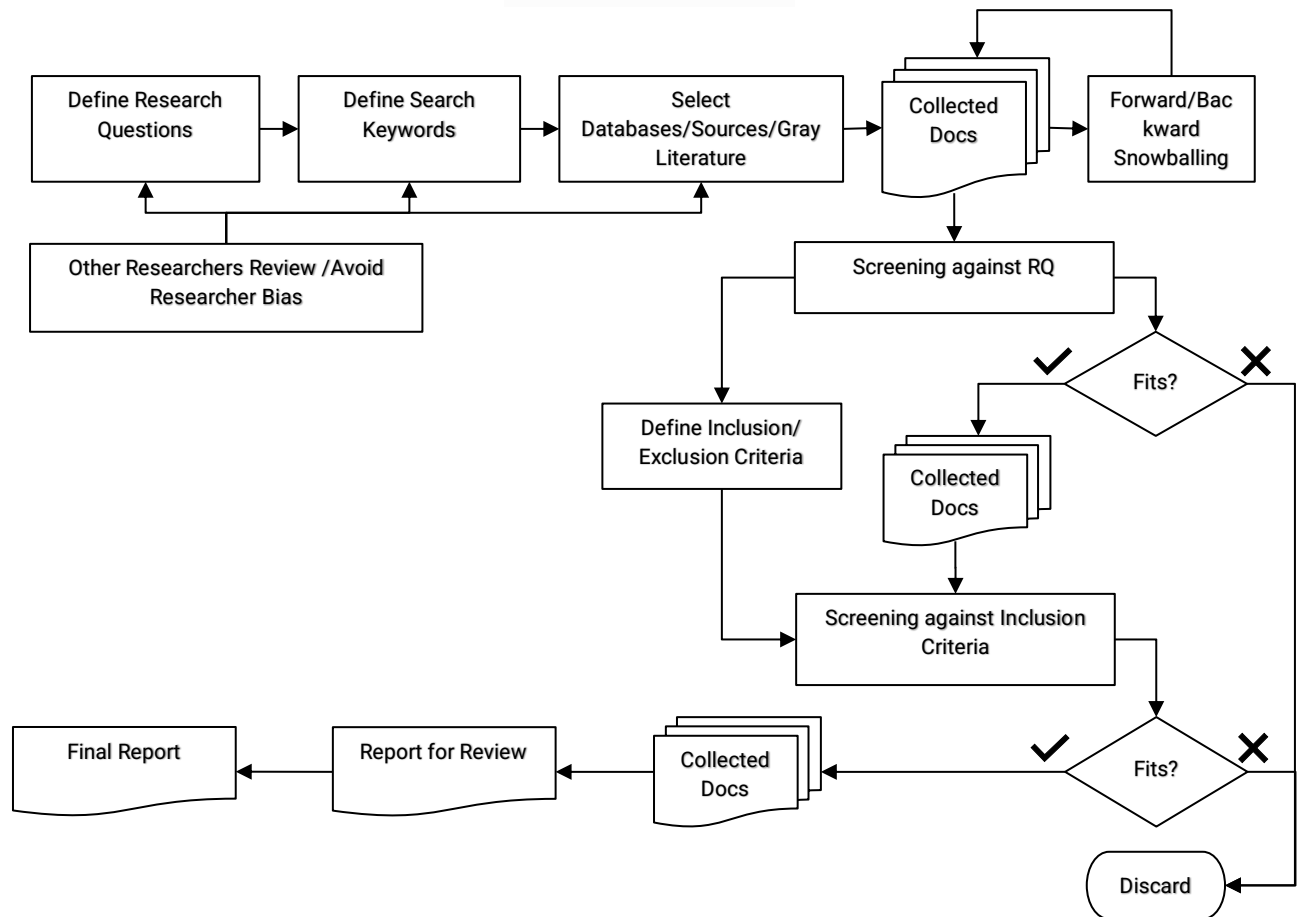 Define Research
Questions
Define Search
Keywords
Select
Databases/Sources/Gray
Literature
Collected
Docs
Forward/Bac
kward
Snowballing
Other Researchers Review /Avoid
Researcher Bias
Screening against RQ
Fits?
Define Inclusion/
Exclusion Criteria
Collected
Docs
Screening against Inclusion
Criteria
Final Report
Report for Review
Collected
Docs
Fits?
Discard